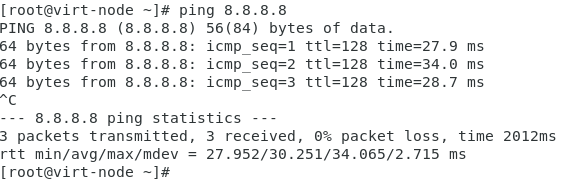 [root@virt-node ~]# ping 8.8.8.8
PING 8.8.8.8 (8.8.8.8) 56(84) bytes of data.
64 bytes from 8.8.8.8: icmp_seq=1 ttl=128 time=27.9 ms
64 bytes from 8.8.8.8: icmp_seq=2 ttl=128 time=34.0 ms
64 bytes from 8.8.8.8: icmp_seq=3 ttl=128 time=28.7 ms
^C
--- 8.8.8.8 ping statistics ---
3 packets transmitted, 3 received, 0% packet loss, time 2012ms
rtt min/avg/max/mdev = 27.952/30.251/34.065/2.715 ms
[root@virt-node ~]#